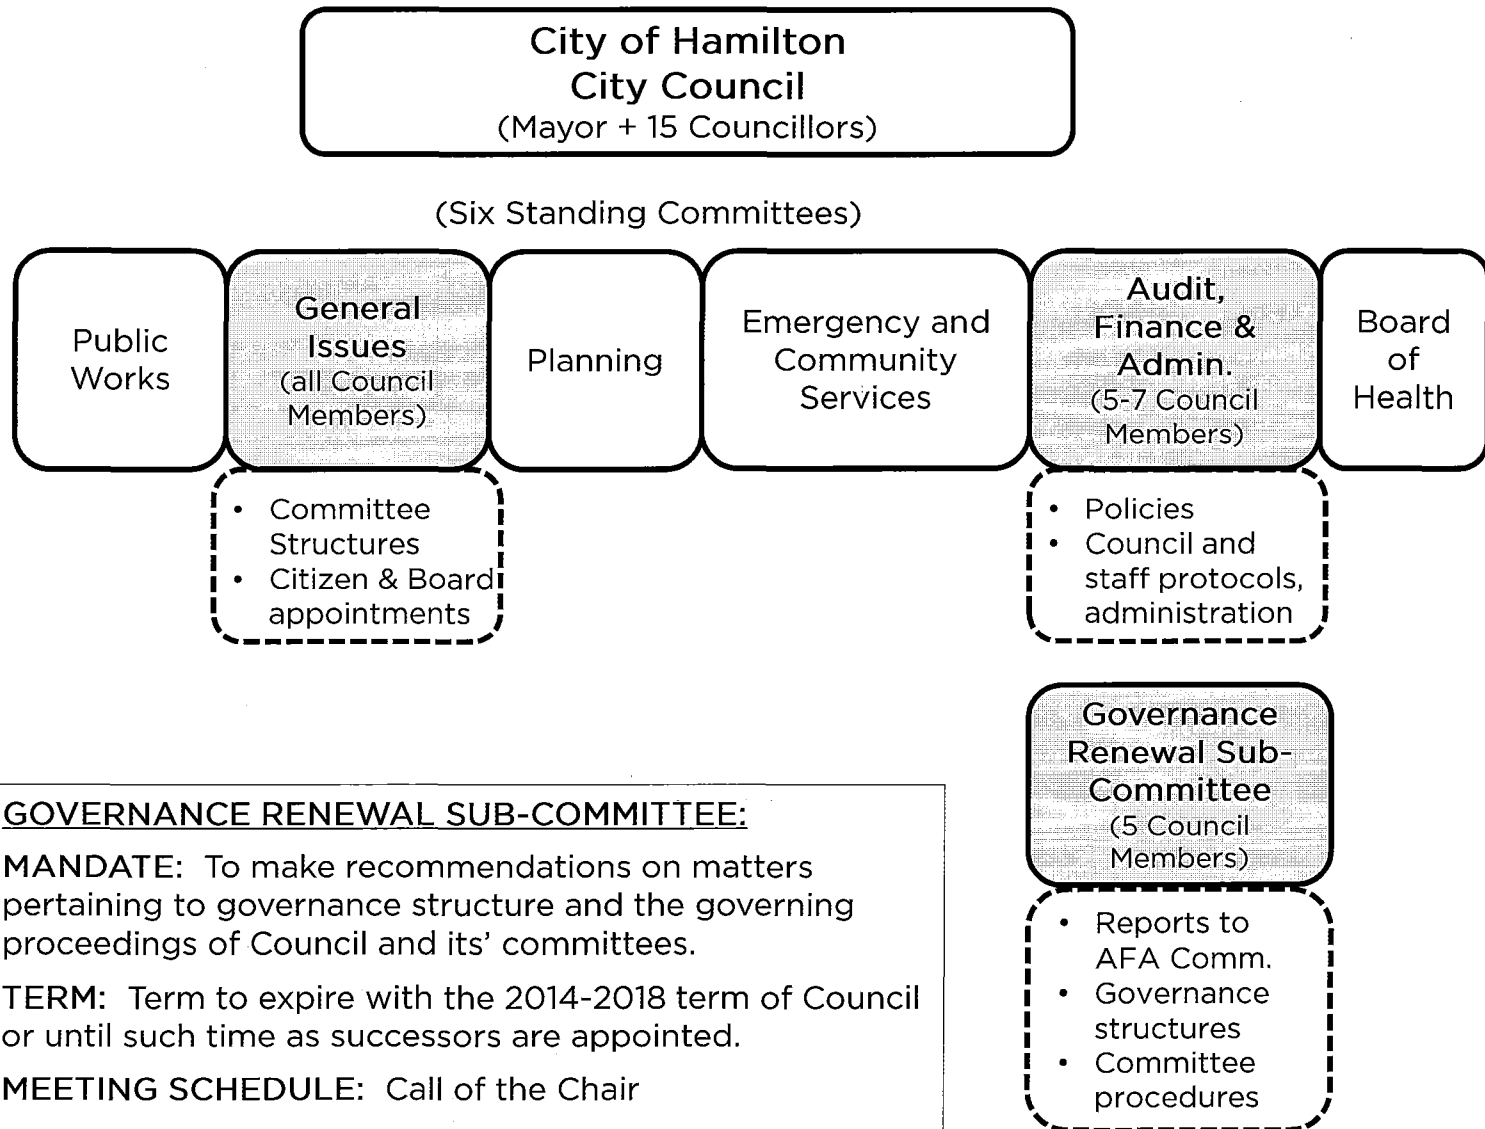 City of Hamilton
City Council
(Mayor + 15 Councillors)
(Six Standing Committees)
Public
Works
General
Issues
(all Council
Members)
Planning
Emergency and
Community
Services
Audit,
Finance &
Admin.
(5-7 Council
Members)
Board
of
Health
• Committee
Structures
• Citizen & Board
appointments
• Policies
• Council and
staff protocols,
administration
Governance
Renewal Sub-
Committee
(5 Council
Members)
• Reports to
AFA Comm.
• Governance
structures
• Committee
procedures
GOVERNANCE RENEWAL SUB-COMMITTEE:
MANDATE: To make recommendations on matters
pertaining to governance structure and the governing
proceedings of Council and its' committees.
TERM: Term to expire with the 2014-2018 term of Council
or until such time as successors are appointed.
MEETING SCHEDULE: Call of the Chair